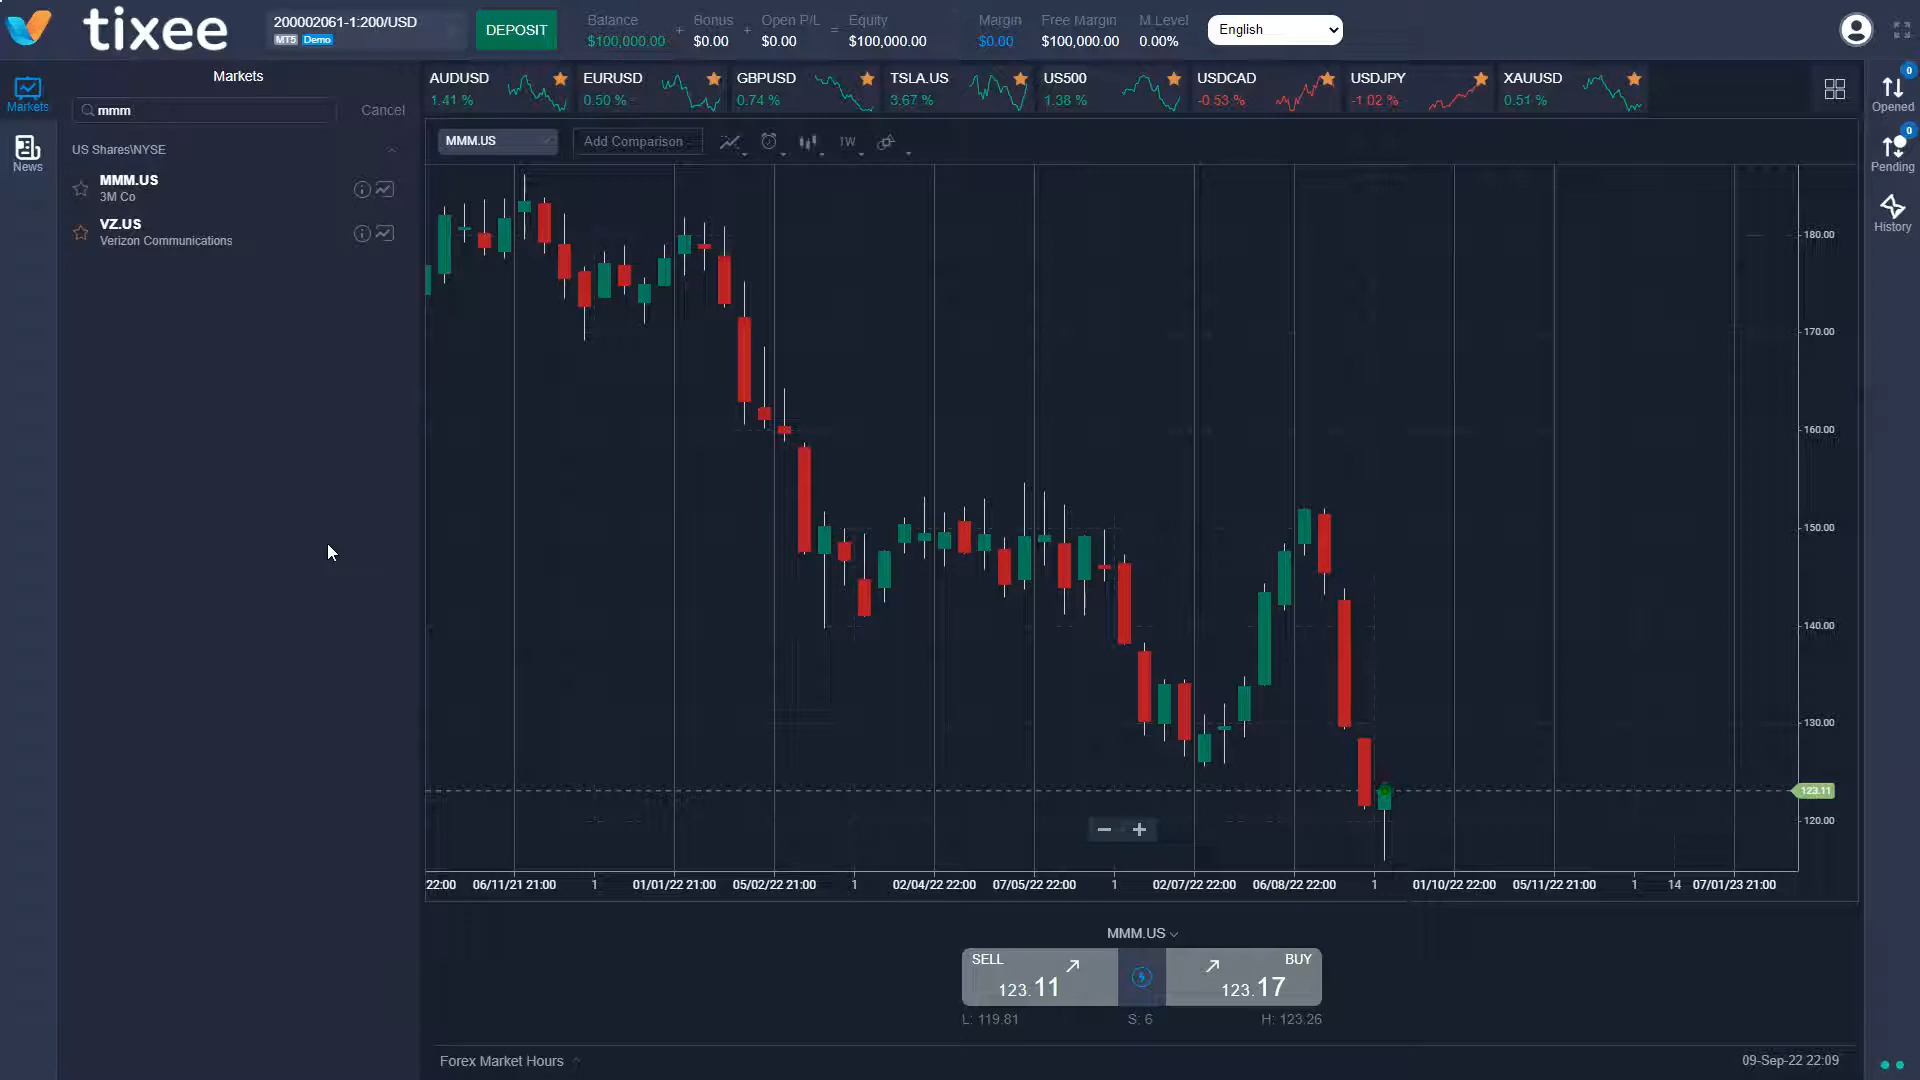 tixee
200002061-1:200/USD
MT5 Demo
DEPOSIT
Balance
$100,000.00
+
Bonus
$0.00
+
Open P/L
$0.00
=
Equity
$100,000.00
Margin
$0.00
Free Margin
$100,000.00
M.Level
0.00%
English
Markets
News
Markets
mmm
Cancel
US Shares\NYSE
MMM.US
3M Co
VZ.US
Verizon Communications
AUDUSD
1.41 %
EURUSD
0.50 %
GBPUSD
0.74 %
TSLA.US
3.67 %
US500
1.38 %
USDCAD
-0.53 %
USDJPY
-1.02 %
XAUUSD
0.51 %
0
Opened
0
Pending
History
MMM.US
Add Comparison
1W
180.00
170.00
160.00
150.00
140.00
130.00
123.11
120.00
22:00 06/11/21 21:00 1 01/01/22 21:00 05/02/22 21:00 1 02/04/22 22:00 07/05/22 22:00 1 02/07/22 22:00 06/08/22 22:00 1 01/10/22 22:00 05/11/22 21:00 1 14 07/01/23 21:00
MMM.US
SELL
123.11
BUY
123.17
L: 119.81
S: 6
H: 123.26
Forex Market Hours
09-Sep-22 22:09